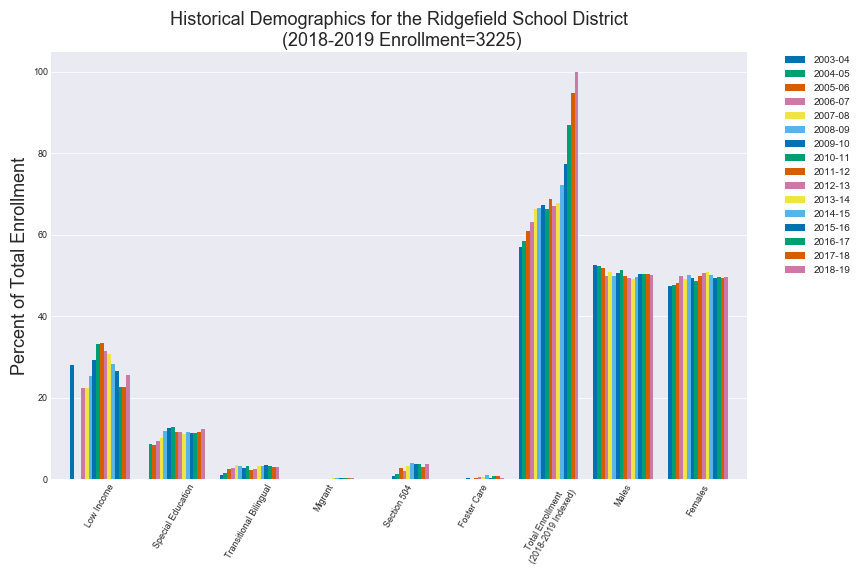 Historical Demographics for the Ridgefield School District
(2018-2019 Enrollment=3225)
Percent of Total Enrollment
100
80
60
40
20
0
Low Income
Special Education
Transitional Bilingual
Migrant
Section 504
Foster Care
Total Enrollment
(2018-2019 Indexed)
Males
Females
2003-04
2004-05
2005-06
2006-07
2007-08
2008-09
2009-10
2010-11
2011-12
2012-13
2013-14
2014-15
2015-16
2016-17
2017-18
2018-19